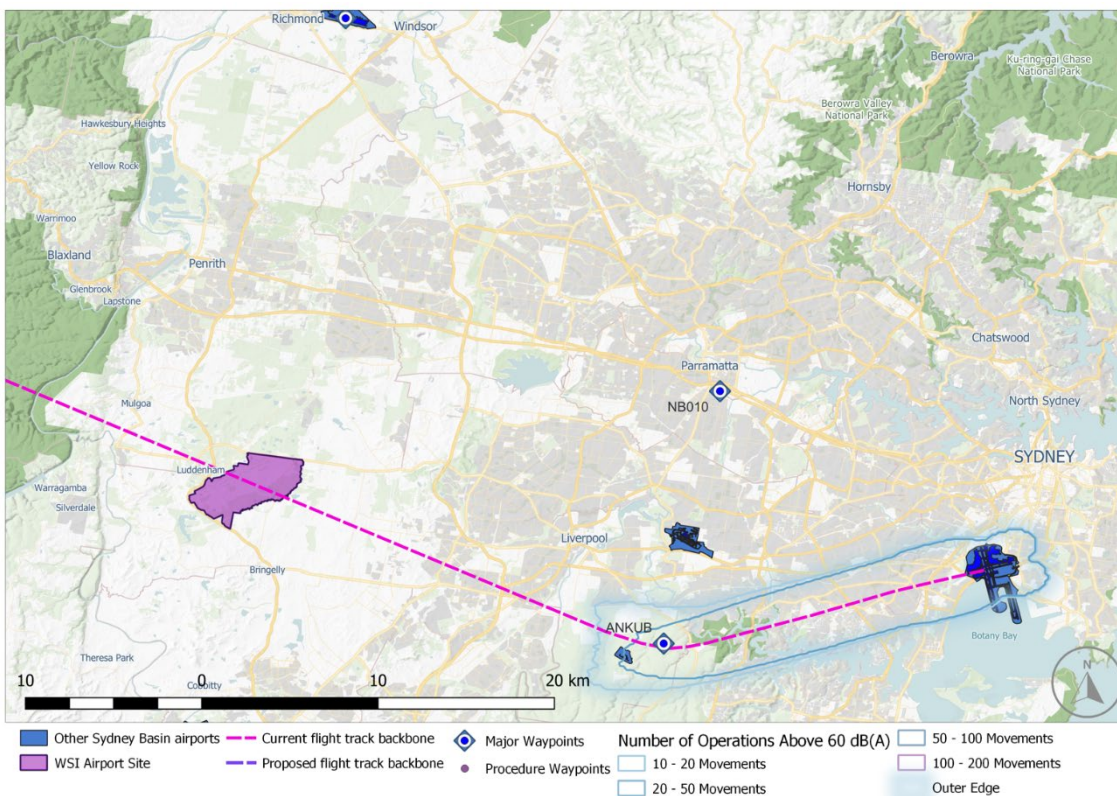 Richmond
Windsor
Berowra
Ku-ring-gai Chase
National Park
Hawkesbury Heights
Berowra Valley
National Park
Yellow Rock
Hornsby
Warrimoo
Blaxland
Penrith
Glenbrook
Lapstone
Chatswood
Parramatta
NB010
North Sydney
Mulgoa
SYDNEY
Luddenham
Warragamba
Silverdale
Liverpool
Bringelly
ANKUB
Botany Bay
Theresa Park
N
Cobbitty
10 0 10 20 km
Other Sydney Basin airports
WSI Airport Site
Current flight track backbone
Proposed flight track backbone
Major Waypoints
Procedure Waypoints
Number of Operations Above 60 dB(A)
10 - 20 Movements
20 - 50 Movements
50 - 100 Movements
100 - 200 Movements
Outer Edge